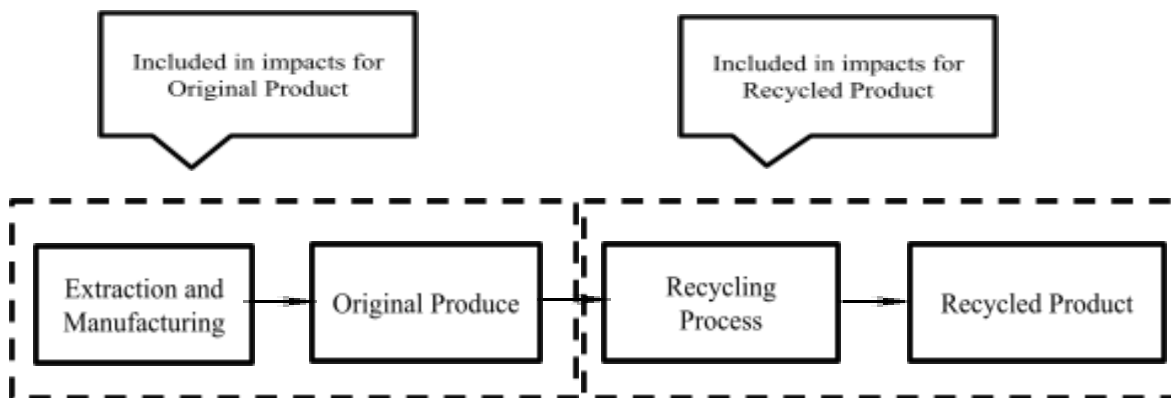 Included in impacts for
Original Product
Included in impacts for
Recycled Product
Extraction and
Manufacturing
Original Produce
Recycling
Process
Recycled Product